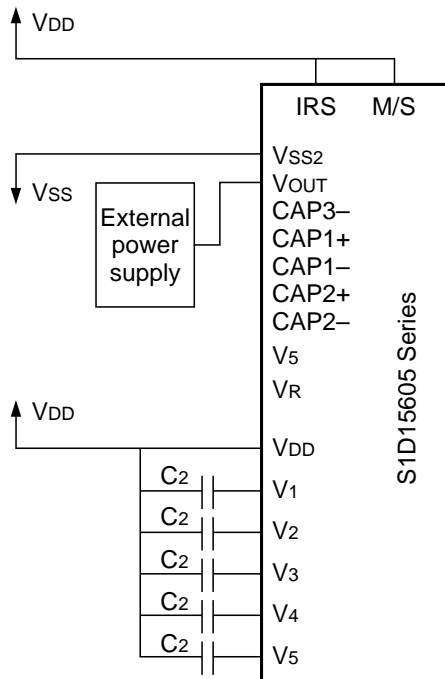 VDD
IRS M/S
VSS2
VSS
VOUT
External
power
supply
CAP3–
CAP1+
CAP1–
CAP2+
CAP2–
V5
VR
S1D15605 Series
VDD
VDD
C2
V1
C2
V2
C2
V3
C2
V4
C2
V5